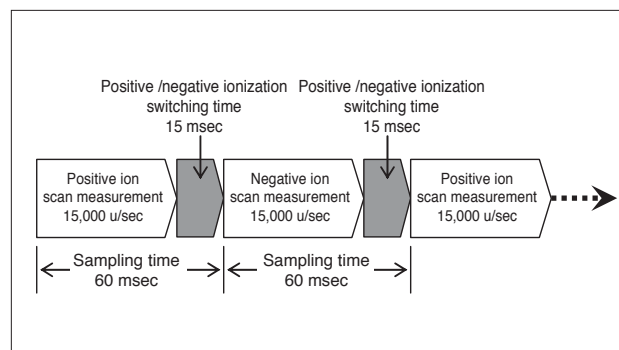 Positive /negative ionization
switching time
15 msec
Positive /negative ionization
switching time
15 msec
Positive ion
scan measurement
15,000 u/sec
Negative ion
scan measurement
15,000 u/sec
Positive ion
scan measurement
15,000 u/sec
Sampling time
60 msec
Sampling time
60 msec